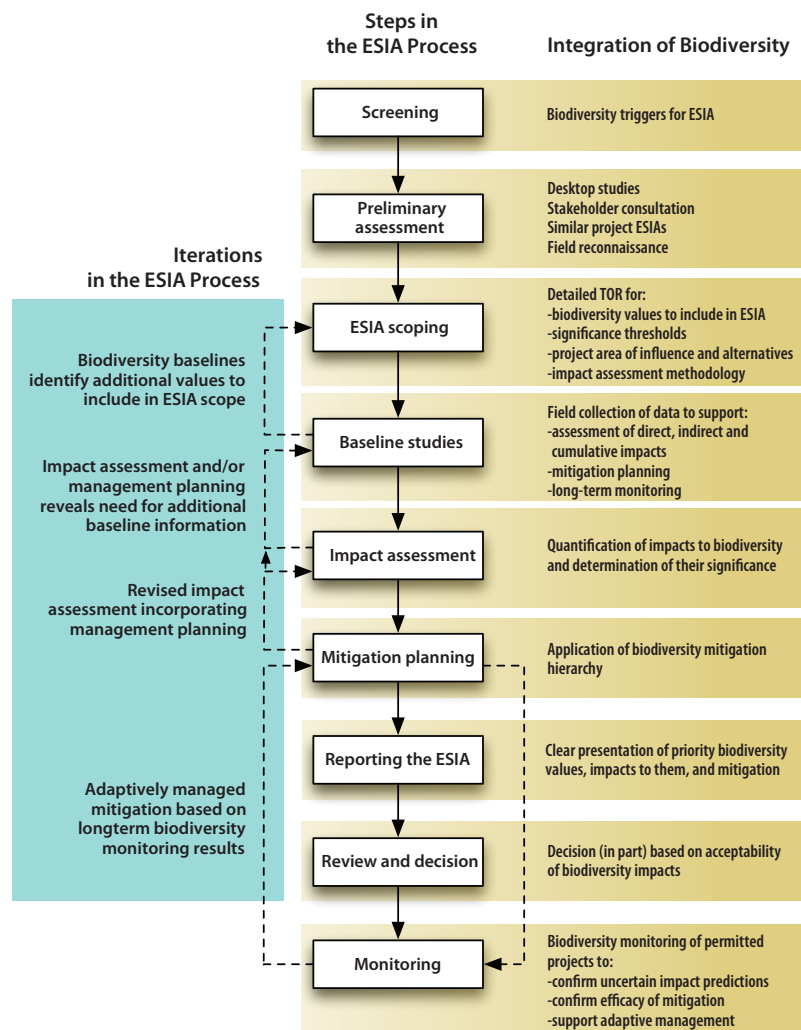 Steps in
the ESIA Process
Integration of Biodiversity
Screening
Biodiversity triggers for ESIA
Preliminary
assessment
Desktop studies
Stakeholder consultation
Similar project ESIAs
Field reconnaissance
Iterations
in the ESIA Process
ESIA scoping
Detailed TOR for:
-biodiversity values to include in ESIA
-significance thresholds
-project area of influence and alternatives
-impact assessment methodology
Biodiversity baselines
identify additional values to
include in ESIA scope
Baseline studies
Field collection of data to support:
-assessment of direct, indirect and
cumulative impacts
-mitigation planning
-long-term monitoring
Impact assessment and/or
management planning
reveals need for additional
baseline information
Impact assessment
Quantification of impacts to biodiversity
and determination of their significance
Revised impact
assessment incorporating
management planning
Mitigation planning
Application of biodiversity mitigation
hierarchy
Reporting the ESIA
Clear presentation of priority biodiversity
values, impacts to them, and mitigation
Adaptively managed
mitigation based on
longterm biodiversity
monitoring results
Review and decision
Decision (in part) based on acceptability
of biodiversity impacts
Monitoring
Biodiversity monitoring of permitted
projects to:
-confirm uncertain impact predictions
-confirm efficacy of mitigation
-support adaptive management